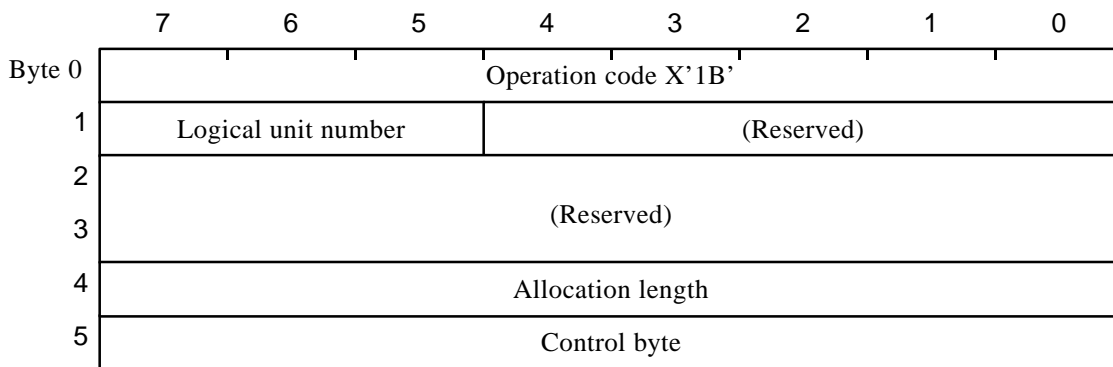 7 6 5 4 3 2 1 0
Byte 0 Operation code X’1B’
1 Logical unit number (Reserved)
2
(Reserved)
3
4 Allocation length
5 Control byte